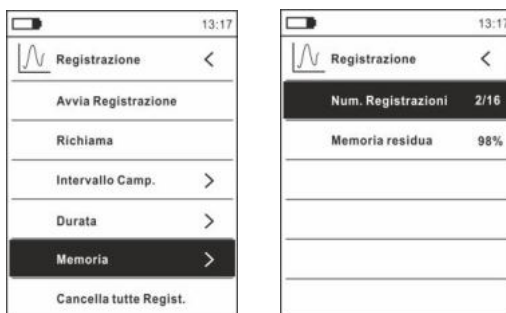 13:17
Registrazione
Avvia Registrazione
Richiama
Intervallo Camp.
Durata
Memoria
Cancella tutte Regist.
13:17
Registrazione
Num. Registrazioni 2/16
Memoria residua 98%